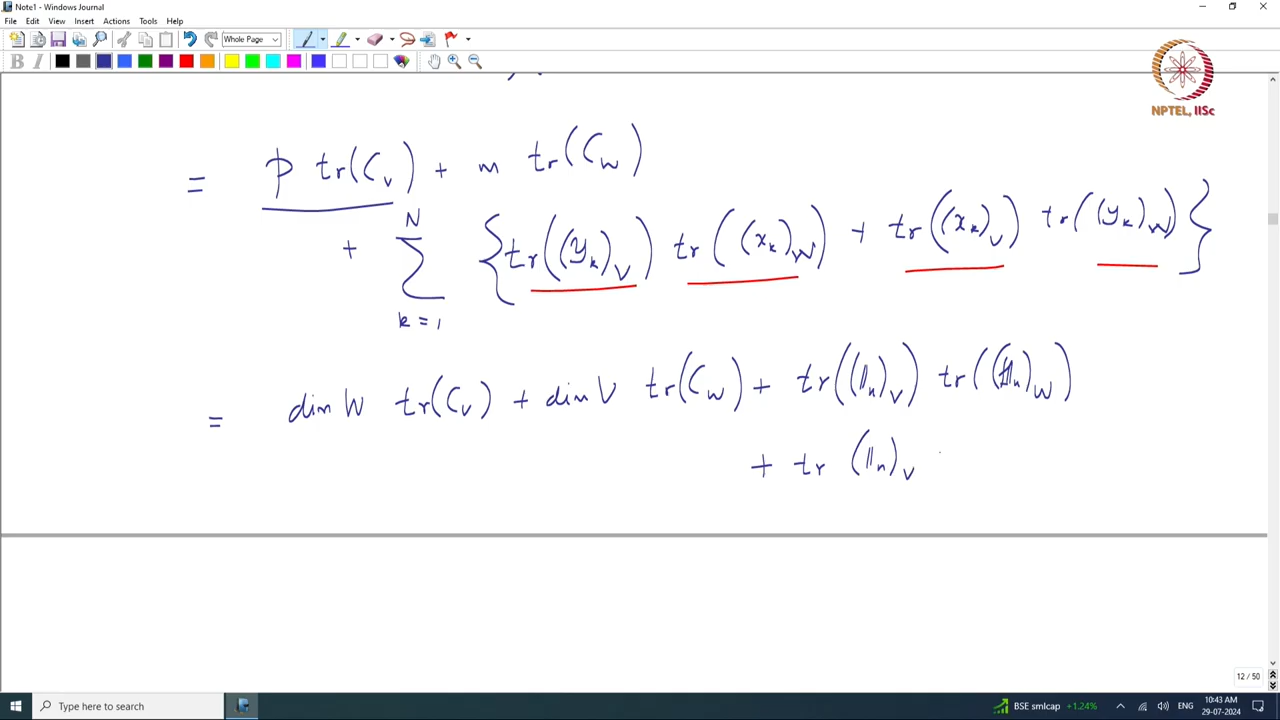 Note1 - Windows Journal
File Edit View Insert Actions Tools Help
Whole Page
B I
NPTEL, IISc
= p tr(C_v) + m tr(C_W)
+ Σ_{k=1}^{N} { tr((y_k)_V) tr((x_k)_W) + tr((x_k)_V) tr((y_k)_W) }
= dim W tr(C_V) + dim V tr(C_W) + tr((𝟙_n)_V) tr((𝟙_n)_W)
+ tr (𝟙_n)_V
12 / 50
Type here to search
BSE smlcap +1.24%
ENG
10:43 AM
29-07-2024